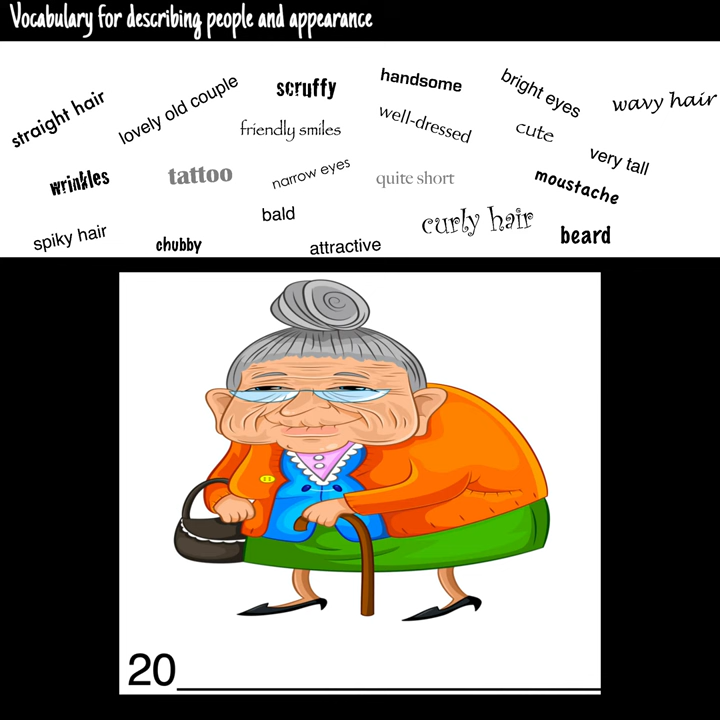 Vocabulary for describing people and appearance
straight hair
lovely old couple
scruffy
handsome
bright eyes
wavy hair
friendly smiles
well-dressed
cute
very tall
wrinkles
tattoo
narrow eyes
quite short
moustache
bald
curly hair
spiky hair
chubby
attractive
beard
20